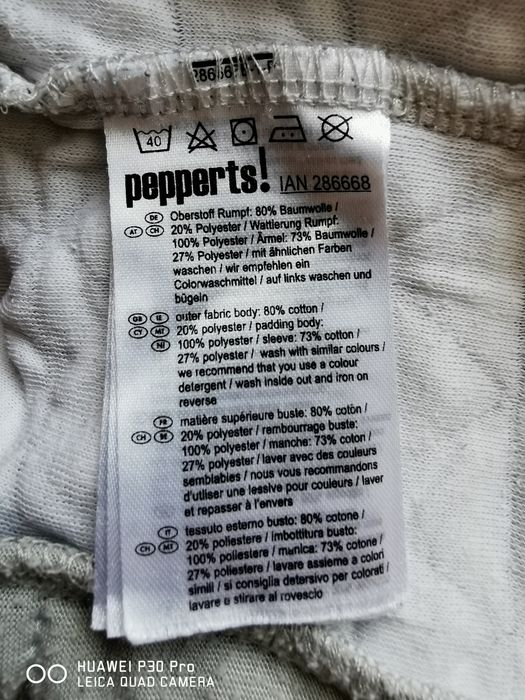 40
pepperts! IAN 286668
DE Oberstoff Rumpf: 80% Baumwolle /
AT CH 20% Polyester / Wattierung Rumpf:
100% Polyester / Ärmel: 73% Baumwolle /
27% Polyester / mit ähnlichen Farben
waschen / wir empfehlen ein
Colorwaschmittel / auf links waschen und
bügeln
GB IE outer fabric body: 80% cotton /
CY MT 20% polyester / padding body:
NI 100% polyester / sleeve: 73% cotton /
27% polyester / wash with similar colours /
we recommend that you use a colour
detergent / wash inside out and iron on
reverse
FR matière supérieure buste: 80% coton /
CH BE 20% polyester / rembourrage buste:
100% polyester / manche: 73% coton /
27% polyester / laver avec des couleurs
semblables / nous vous recommandons
d'utiliser une lessive pour couleurs / laver
et repasser à l'envers
IT tessuto esterno busto: 80% cotone /
CH MT 20% poliestere / imbottitura busto:
100% poliestere / manica: 73% cotone /
27% poliestere / lavare assieme a colori
simili / si consiglia detersivo per colorati /
lavare a stirare al rovescio
HUAWEI P30 Pro
LEICA QUAD CAMERA